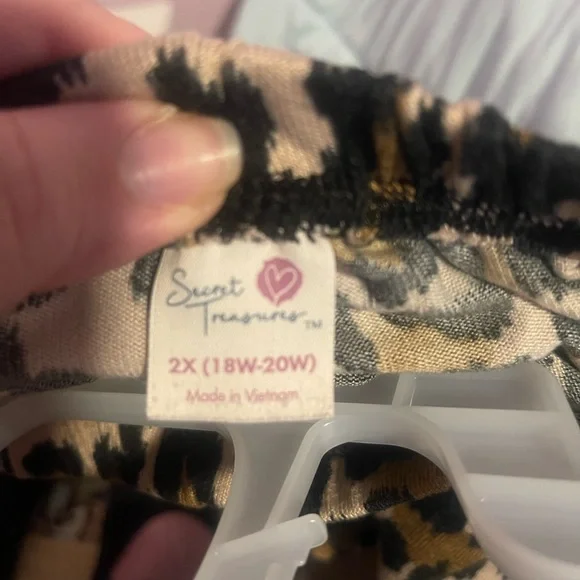 Secret
Treasures™
2X (18W-20W)
Made in Vietnam